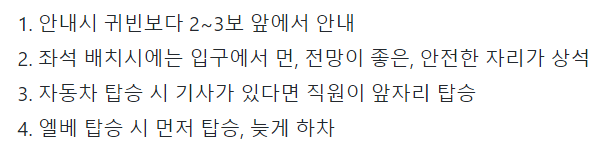 1. 안내시 귀빈보다 2~3보 앞에서 안내
2. 좌석 배치시에는 입구에서 먼, 전망이 좋은, 안전한 자리가 상석
3. 자동차 탑승 시 기사가 있다면 직원이 앞자리 탑승
4. 엘베 탑승 시 먼저 탑승, 늦게 하차